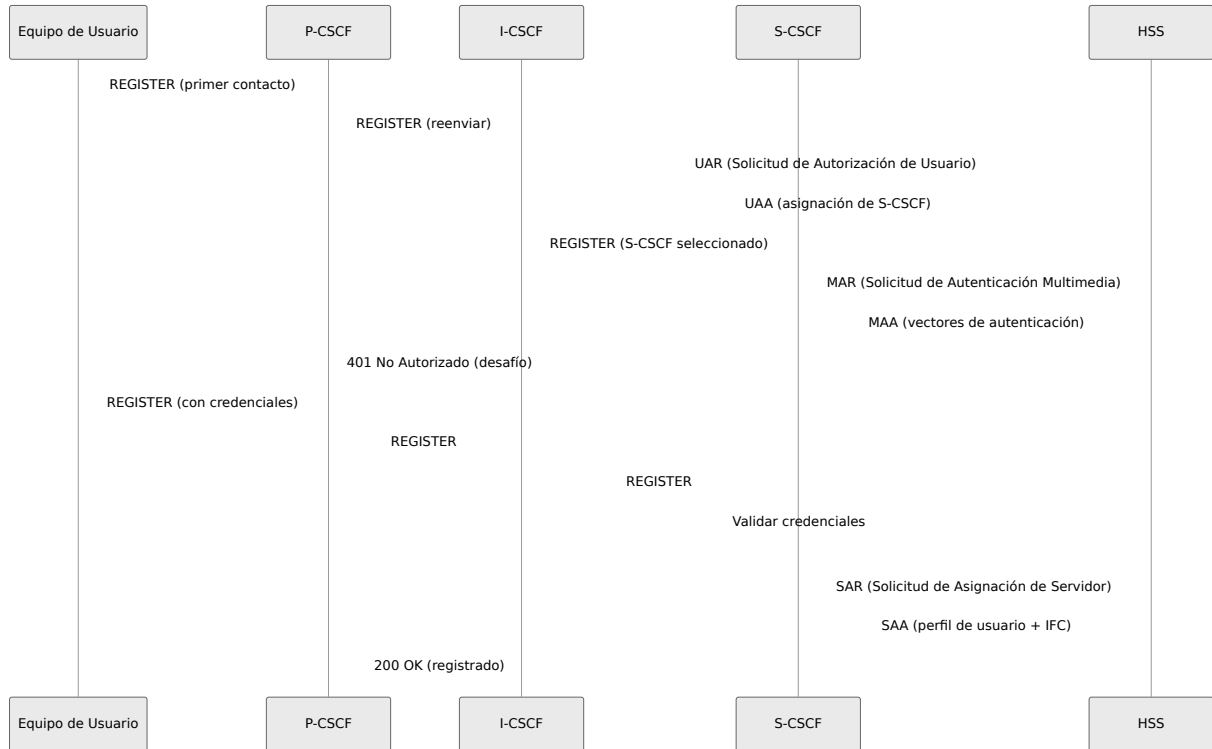 Equipo de Usuario
P-CSCF
I-CSCF
S-CSCF
HSS
REGISTER (primer contacto)
REGISTER (reenviar)
UAR (Solicitud de Autorización de Usuario)
UAA (asignación de S-CSCF)
REGISTER (S-CSCF seleccionado)
MAR (Solicitud de Autenticación Multimedia)
MAA (vectores de autenticación)
401 No Autorizado (desafío)
REGISTER (con credenciales)
REGISTER
REGISTER
Validar credenciales
SAR (Solicitud de Asignación de Servidor)
SAA (perfil de usuario + IFC)
200 OK (registrado)
Equipo de Usuario
P-CSCF
I-CSCF
S-CSCF
HSS